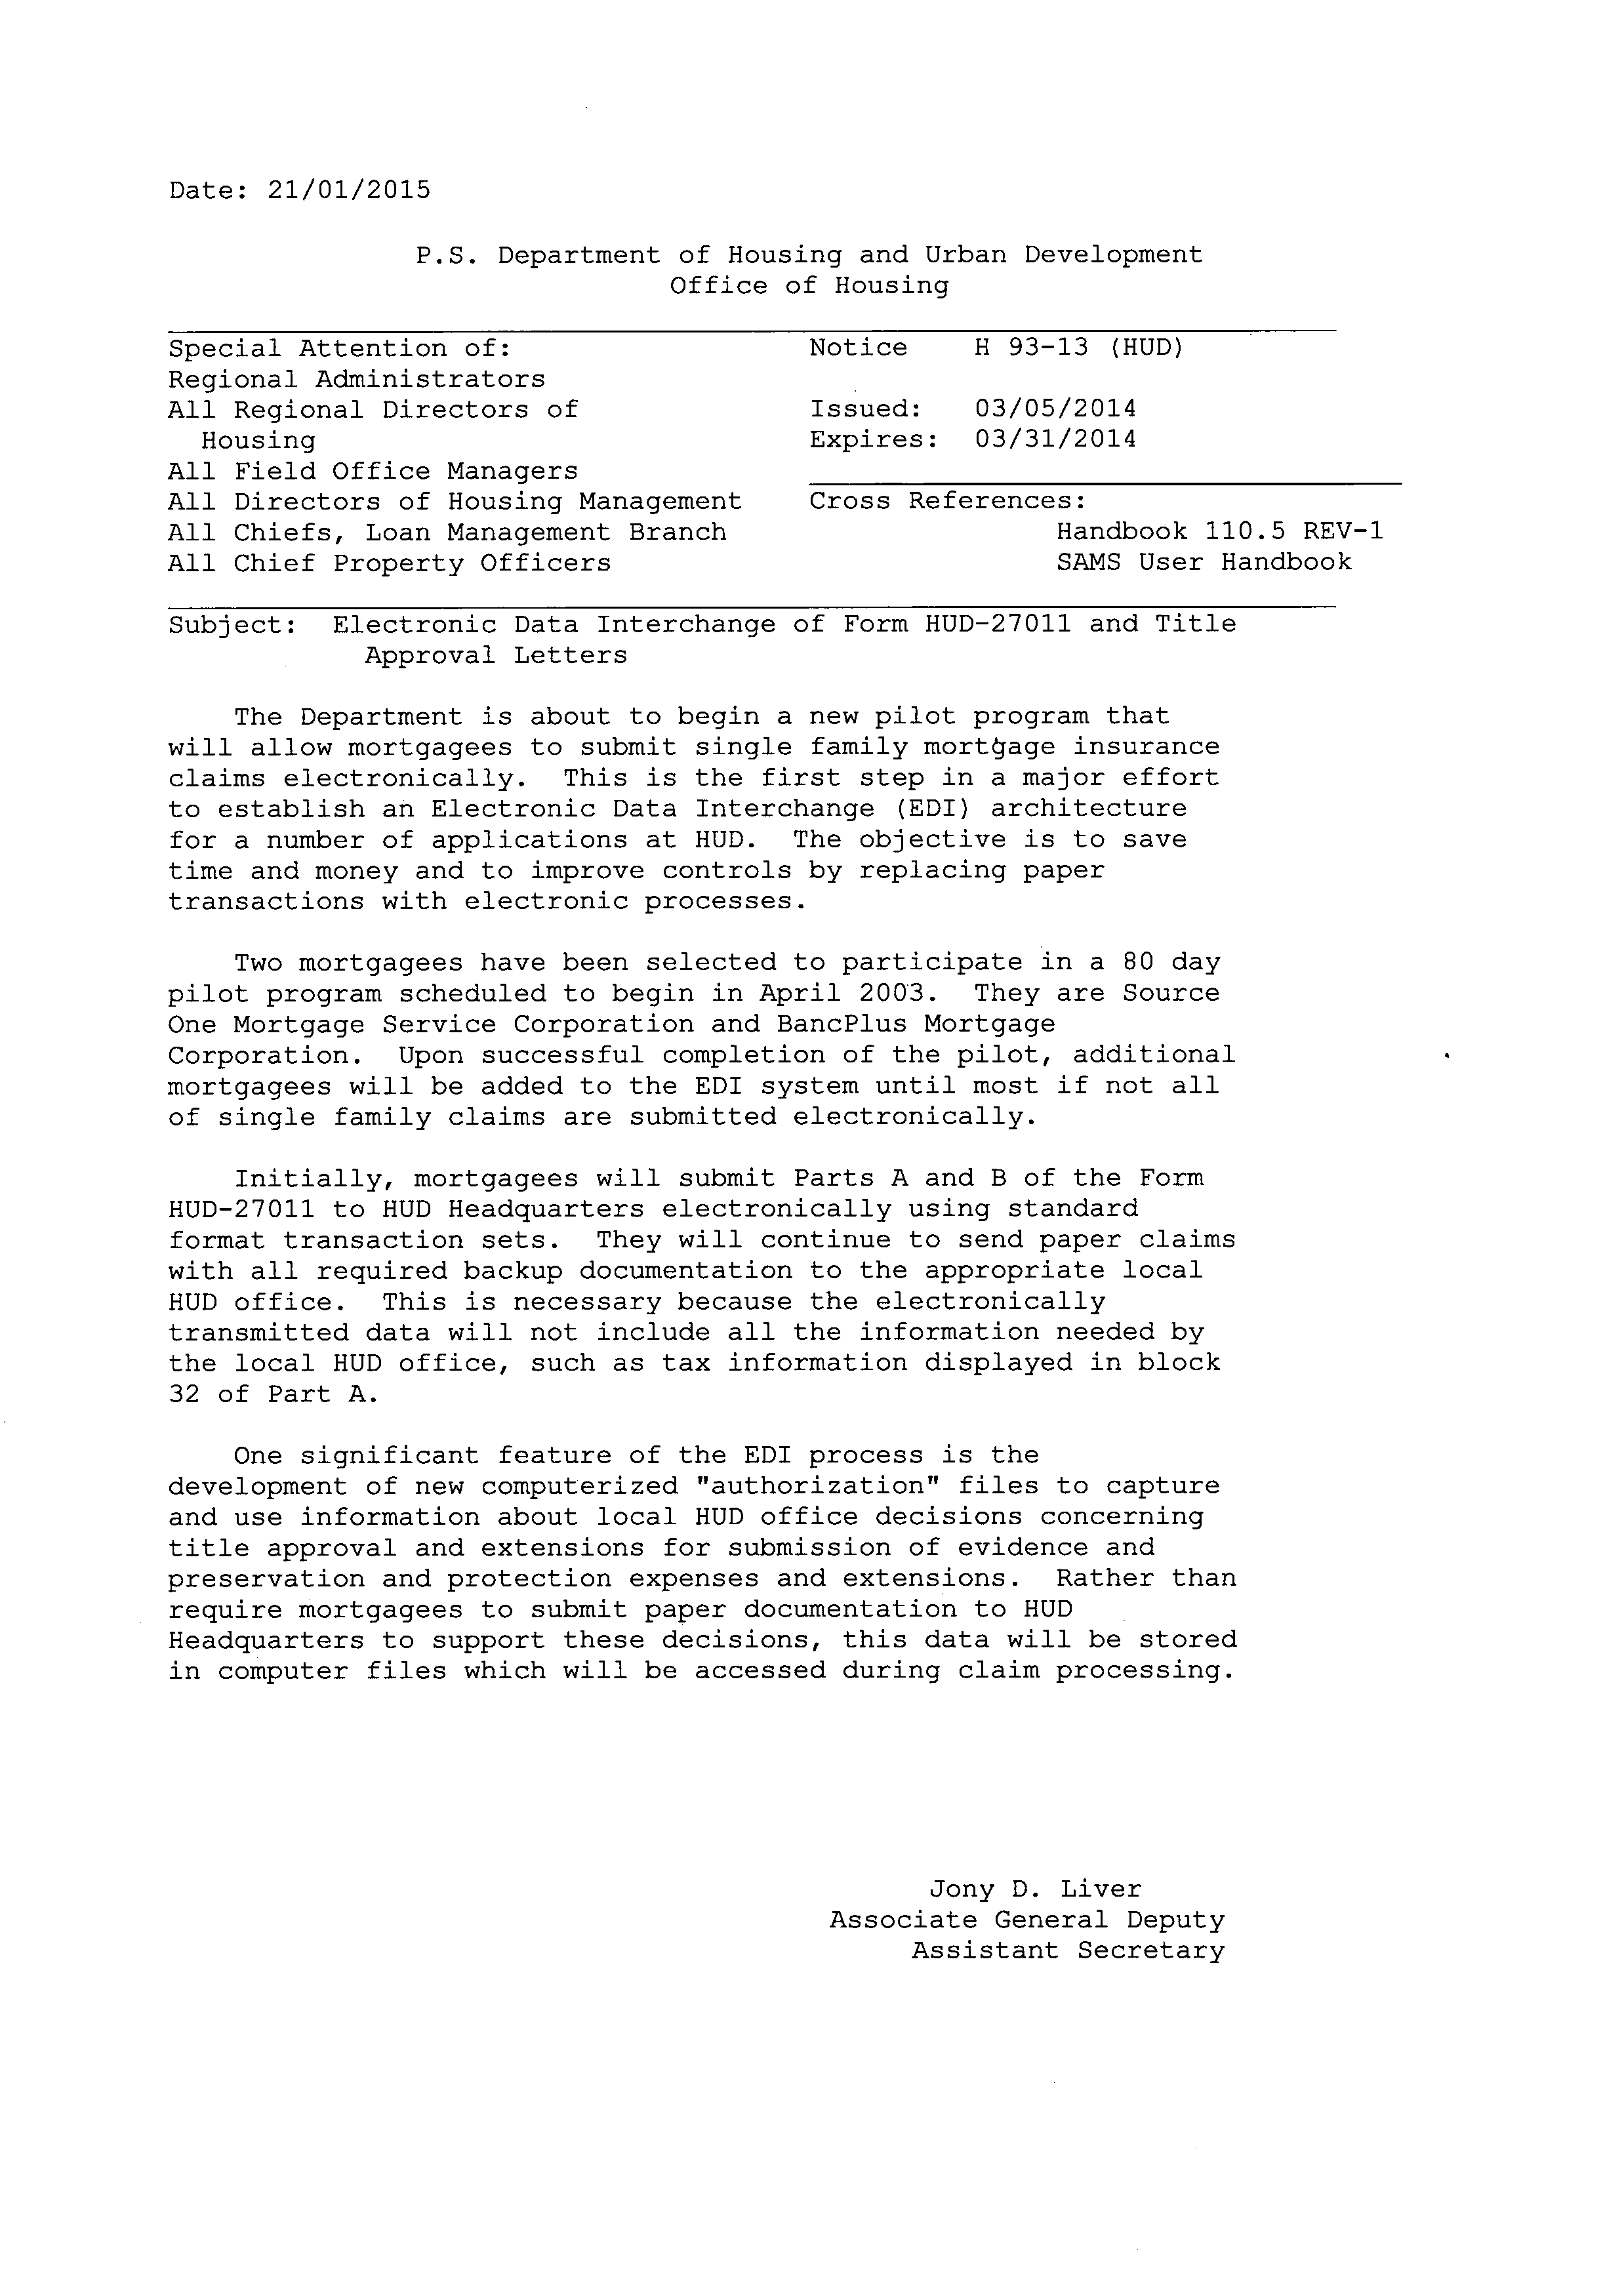 Date: 21/01/2015
P.S. Department of Housing and Urban Development
Office of Housing
Special Attention of:
Regional Administrators
All Regional Directors of
Housing
All Field Office Managers
All Directors of Housing Management
All Chiefs, Loan Management Branch
All Chief Property Officers
Notice H 93-13 (HUD)
Issued: 03/05/2014
Expires: 03/31/2014
Cross References:
Handbook 110.5 REV-1
SAMS User Handbook
Subject: Electronic Data Interchange of Form HUD-27011 and Title
Approval Letters
The Department is about to begin a new pilot program that
will allow mortgagees to submit single family mortgage insurance
claims electronically. This is the first step in a major effort
to establish an Electronic Data Interchange (EDI) architecture
for a number of applications at HUD. The objective is to save
time and money and to improve controls by replacing paper
transactions with electronic processes.
Two mortgagees have been selected to participate in a 80 day
pilot program scheduled to begin in April 2003. They are Source
One Mortgage Service Corporation and BancPlus Mortgage
Corporation. Upon successful completion of the pilot, additional
mortgagees will be added to the EDI system until most if not all
of single family claims are submitted electronically.
Initially, mortgagees will submit Parts A and B of the Form
HUD-27011 to HUD Headquarters electronically using standard
format transaction sets. They will continue to send paper claims
with all required backup documentation to the appropriate local
HUD office. This is necessary because the electronically
transmitted data will not include all the information needed by
the local HUD office, such as tax information displayed in block
32 of Part A.
One significant feature of the EDI process is the
development of new computerized "authorization" files to capture
and use information about local HUD office decisions concerning
title approval and extensions for submission of evidence and
preservation and protection expenses and extensions. Rather than
require mortgagees to submit paper documentation to HUD
Headquarters to support these decisions, this data will be stored
in computer files which will be accessed during claim processing.
Jony D. Liver
Associate General Deputy
Assistant Secretary